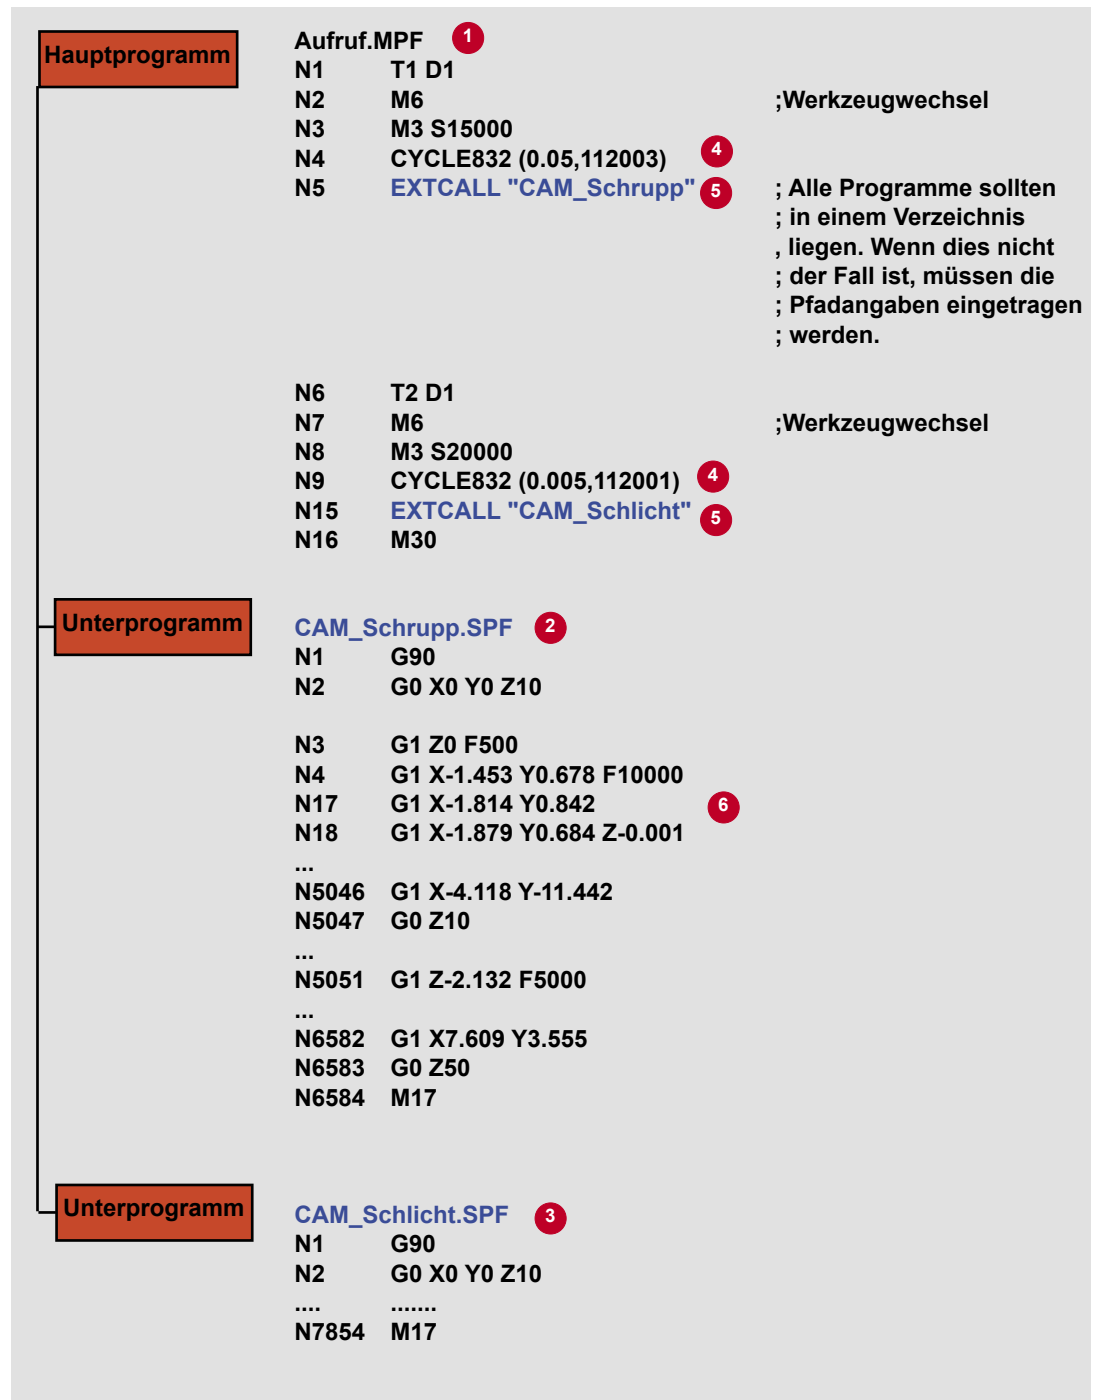 Hauptprogramm
Aufruf.MPF 1
N1 T1 D1
N2 M6 ;Werkzeugwechsel
N3 M3 S15000
N4 CYCLE832 (0.05,112003) 4
N5 EXTCALL "CAM_Schrupp" 5 ; Alle Programme sollten
; in einem Verzeichnis
, liegen. Wenn dies nicht
; der Fall ist, müssen die
; Pfadangaben eingetragen
; werden.
N6 T2 D1
N7 M6 ;Werkzeugwechsel
N8 M3 S20000
N9 CYCLE832 (0.005,112001) 4
N15 EXTCALL "CAM_Schlicht" 5
N16 M30
Unterprogramm
CAM_Schrupp.SPF 2
N1 G90
N2 G0 X0 Y0 Z10
N3 G1 Z0 F500
N4 G1 X-1.453 Y0.678 F10000
N17 G1 X-1.814 Y0.842 6
N18 G1 X-1.879 Y0.684 Z-0.001
...
N5046 G1 X-4.118 Y-11.442
N5047 G0 Z10
...
N5051 G1 Z-2.132 F5000
...
N6582 G1 X7.609 Y3.555
N6583 G0 Z50
N6584 M17
Unterprogramm
CAM_Schlicht.SPF 3
N1 G90
N2 G0 X0 Y0 Z10
.... .......
N7854 M17